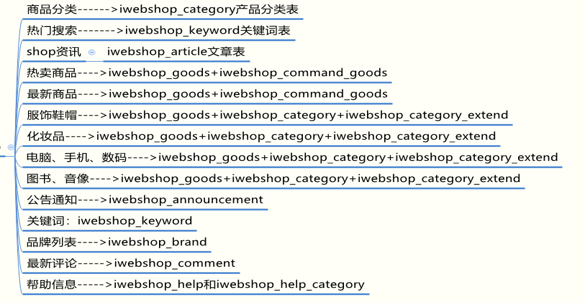 商品分类------>iwebshop_category产品分类表
热门搜索------->iwebshop_keyword关键词表
shop资讯 iwebshop_article文章表
热卖商品---->iwebshop_goods+iwebshop_command_goods
最新商品---->iwebshop_goods+iwebshop_command_goods
服饰鞋帽---->iwebshop_goods+iwebshop_category+iwebshop_category_extend
化妆品---->iwebshop_goods+iwebshop_category+iwebshop_category_extend
电脑、手机、数码---->iwebshop_goods+iwebshop_category+iwebshop_category_extend
图书、音像---->iwebshop_goods+iwebshop_category+iwebshop_category_extend
公告通知---->iwebshop_announcement
关键词：iwebshop_keyword
品牌列表---->iwebshop_brand
最新评论----->iwebshop_comment
帮助信息----->iwebshop_help和iwebshop_help_category